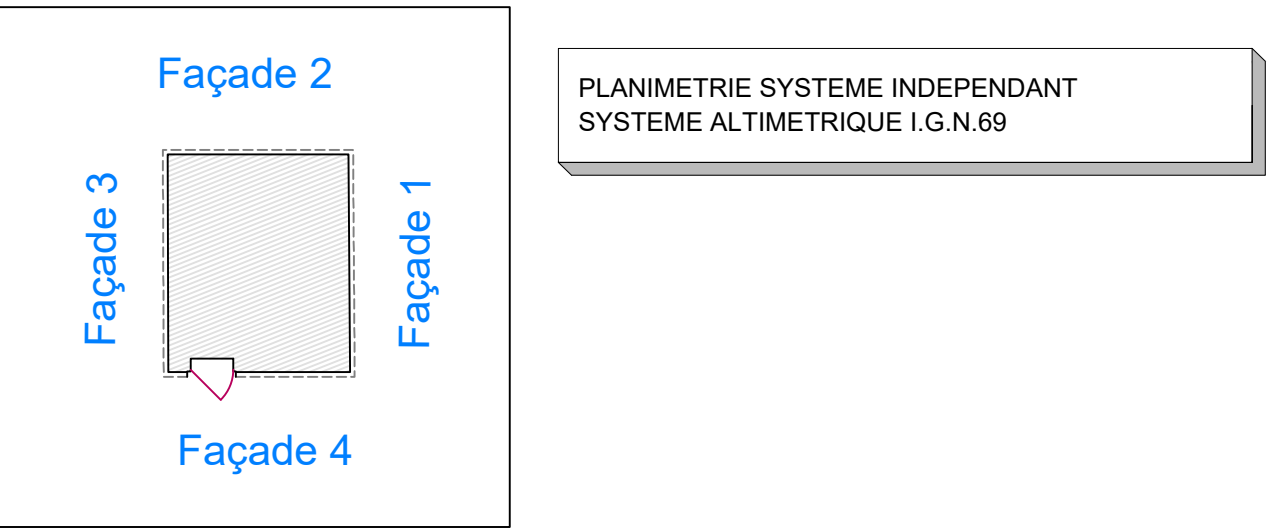 Façade 2
Façade 3
Façade 1
Façade 4
PLANIMETRIE SYSTEME INDEPENDANT
SYSTEME ALTIMETRIQUE I.G.N.69